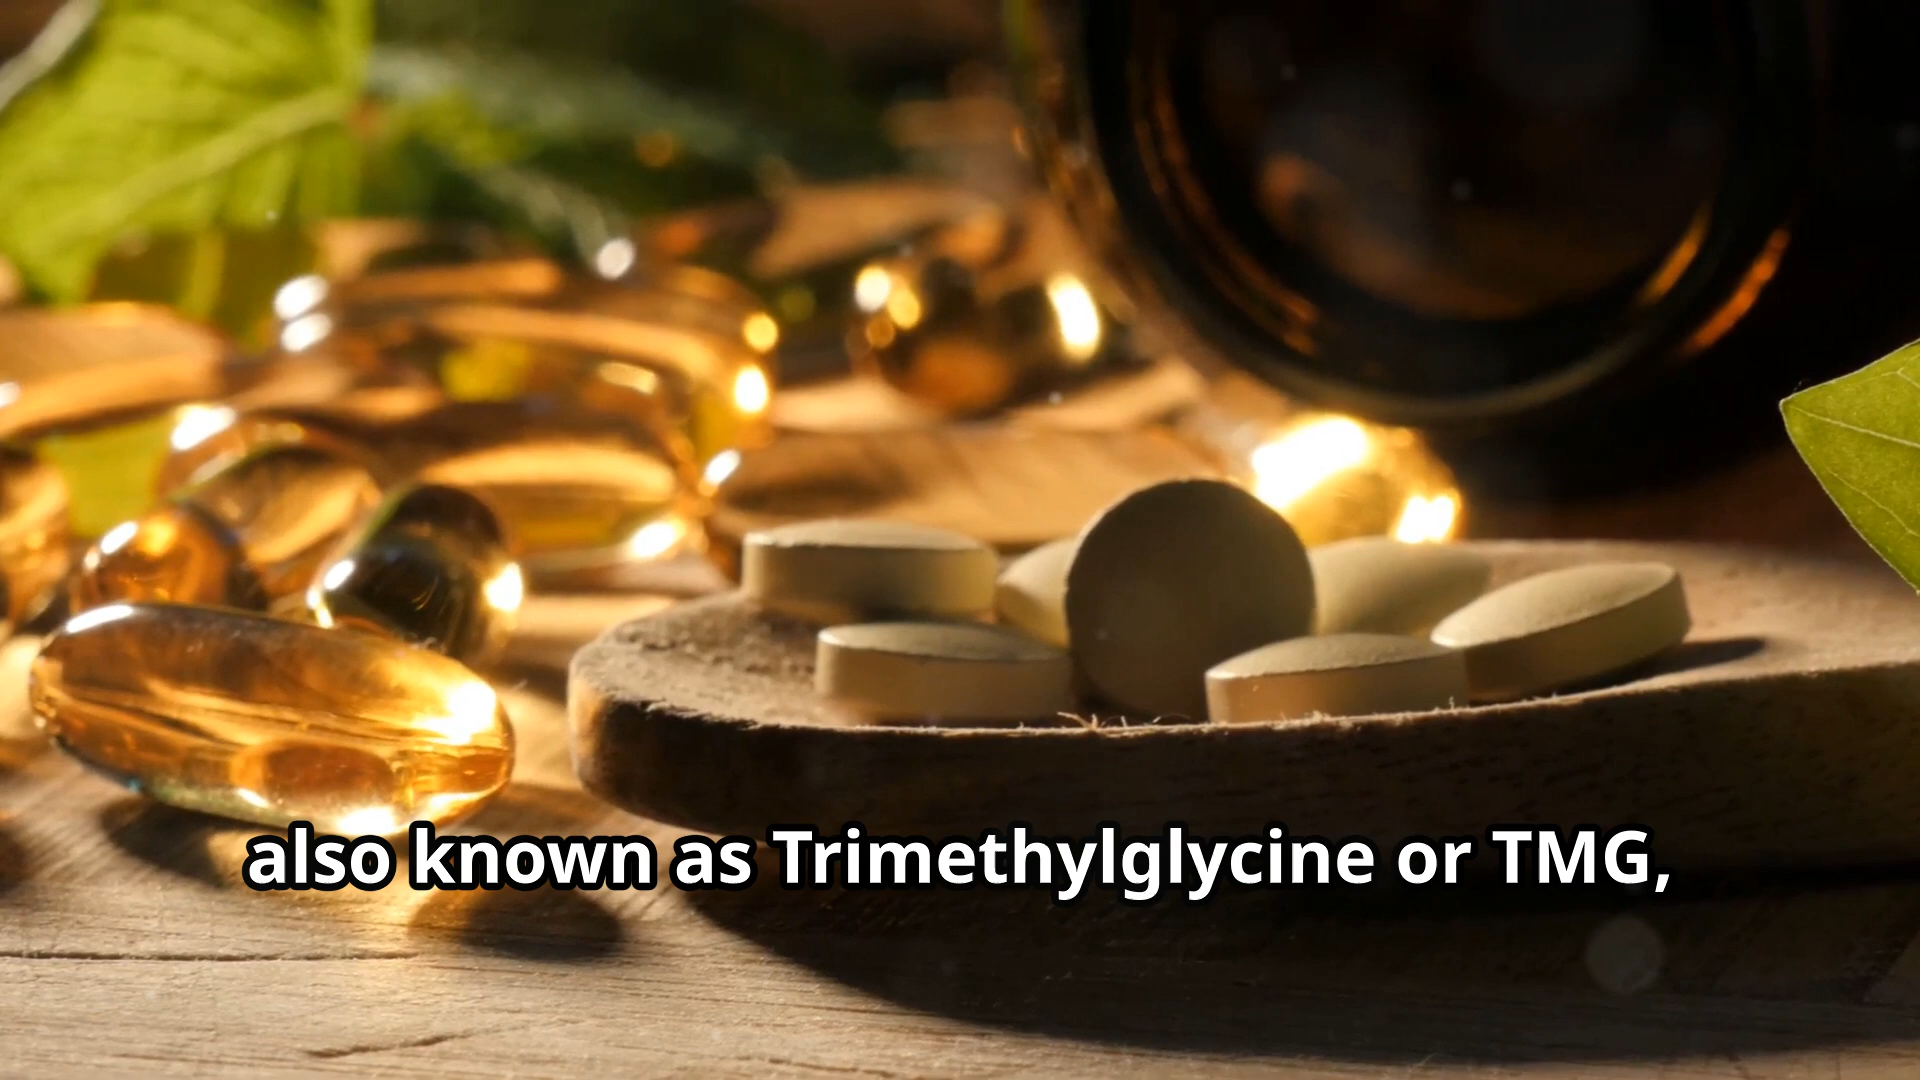 also known as Trimethylglycine or TMG,